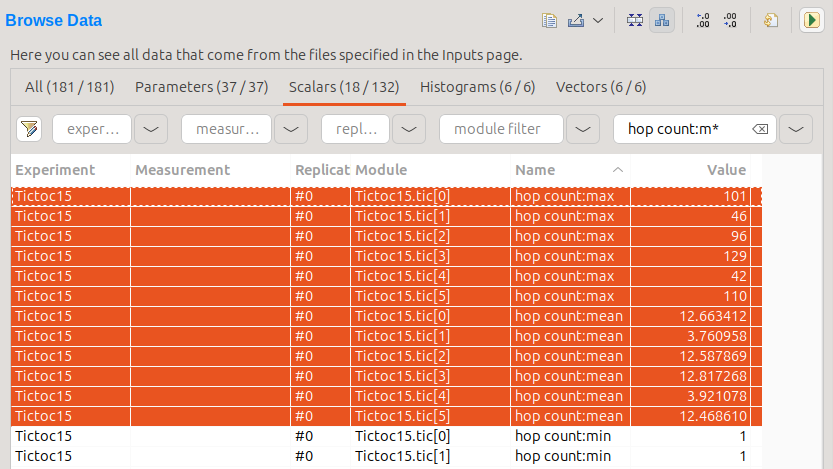 Browse Data
Here you can see all data that come from the files specified in the Inputs page.
All (181 / 181) Parameters (37 / 37) Scalars (18 / 132) Histograms (6 / 6) Vectors (6 / 6)
exper... measur... repl... module filter hop count:m*
Experiment Measurement Replicat Module Name Value
Tictoc15 #0 Tictoc15.tic[0] hop count:max 101
Tictoc15 #0 Tictoc15.tic[1] hop count:max 46
Tictoc15 #0 Tictoc15.tic[2] hop count:max 96
Tictoc15 #0 Tictoc15.tic[3] hop count:max 129
Tictoc15 #0 Tictoc15.tic[4] hop count:max 42
Tictoc15 #0 Tictoc15.tic[5] hop count:max 110
Tictoc15 #0 Tictoc15.tic[0] hop count:mean 12.663412
Tictoc15 #0 Tictoc15.tic[1] hop count:mean 3.760958
Tictoc15 #0 Tictoc15.tic[2] hop count:mean 12.587869
Tictoc15 #0 Tictoc15.tic[3] hop count:mean 12.817268
Tictoc15 #0 Tictoc15.tic[4] hop count:mean 3.921078
Tictoc15 #0 Tictoc15.tic[5] hop count:mean 12.468610
Tictoc15 #0 Tictoc15.tic[0] hop count:min 1
Tictoc15 #0 Tictoc15.tic[1] hop count:min 1